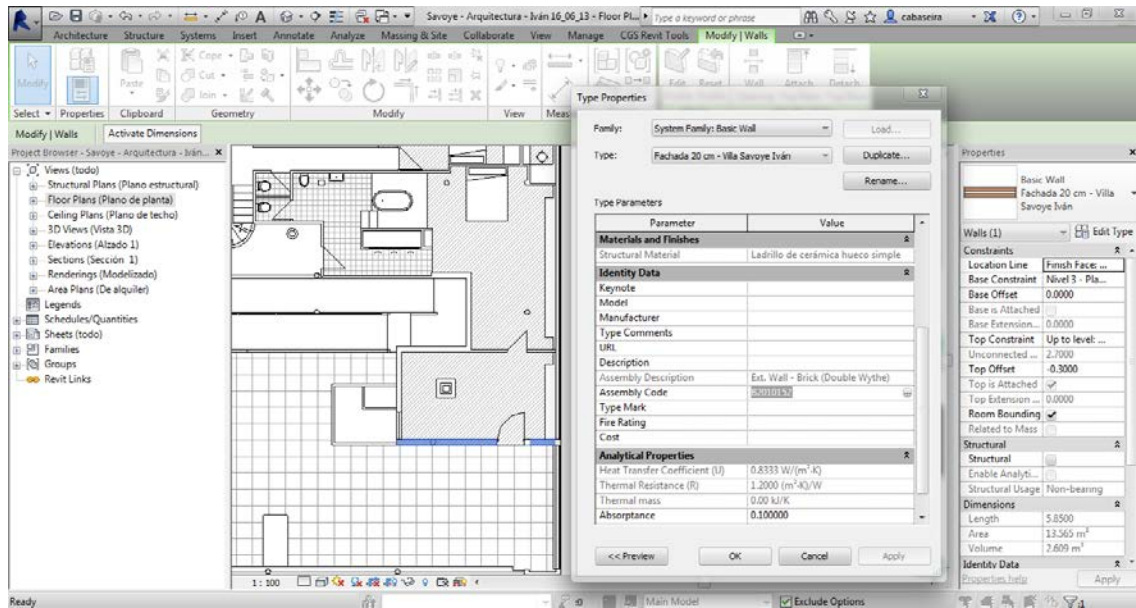 Savoye - Arquitectura - Iván 16_06_13 - Floor Pl...
Type a keyword or phrase
cabaseira
Architecture Structure Systems Insert Annotate Analyze Massing & Site Collaborate View Manage CGS Revit Tools Modify | Walls
Modify
Paste
Cope
Cut
Join
Edit Reset Wall Attach Detach
Select Properties Clipboard Geometry Modify View Meas
Modify | Walls Activate Dimensions
Project Browser - Savoye - Arquitectura - Iván...
Views (todo)
Structural Plans (Plano estructural)
Floor Plans (Plano de planta)
Ceiling Plans (Plano de techo)
3D Views (Vista 3D)
Elevations (Alzado 1)
Sections (Sección 1)
Renderings (Modelizado)
Area Plans (De alquiler)
Legends
Schedules/Quantities
Sheets (todo)
Families
Groups
Revit Links
1 : 100
Type Properties
Family: System Family: Basic Wall Load...
Type: Fachada 20 cm - Villa Savoye Iván Duplicate...
Rename...
Type Parameters
Parameter Value
Materials and Finishes
Structural Material Ladrillo de cerámica hueco simple
Identity Data
Keynote
Model
Manufacturer
Type Comments
URL
Description
Assembly Description Ext. Wall - Brick (Double Wythe)
Assembly Code B2010152
Type Mark
Fire Rating
Cost
Analytical Properties
Heat Transfer Coefficient (U) 0.8333 W/(m²·K)
Thermal Resistance (R) 1.2000 (m²·K)/W
Thermal mass 0.00 kJ/K
Absorptance 0.100000
<< Preview OK Cancel Apply
Properties
Basic Wall
Fachada 20 cm - Villa
Savoye Iván
Walls (1) Edit Type
Constraints
Location Line Finish Face: ...
Base Constraint Nivel 3 - Pla...
Base Offset 0.0000
Base is Attached
Base Extension... 0.0000
Top Constraint Up to level: ...
Unconnected ... 2.7000
Top Offset -0.3000
Top is Attached
Top Extension ... 0.0000
Room Bounding
Related to Mass
Structural
Structural
Enable Analyti...
Structural Usage Non-bearing
Dimensions
Length 5.8500
Area 13.565 m²
Volume 2.609 m³
Identity Data
Properties help Apply
Ready
:0
Main Model
Exclude Options